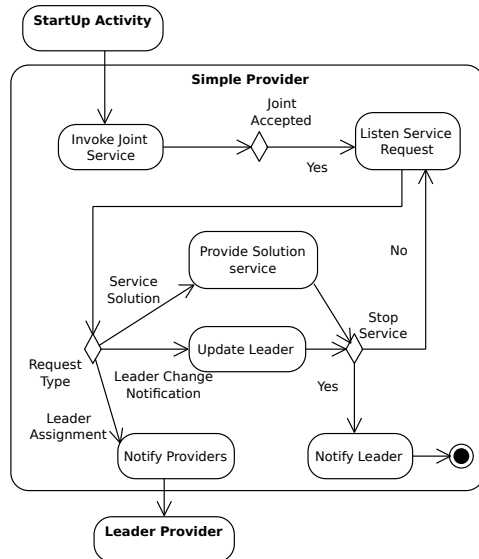 StartUp Activity
Simple Provider
Joint
Accepted
Invoke Joint
Service
Listen Service
Request
Yes
Provide Solution
service
No
Service
Solution
Stop
Service
Update Leader
Request
Type
Leader Change
Notification
Yes
Leader
Assignment
Notify Providers
Notify Leader
Leader Provider